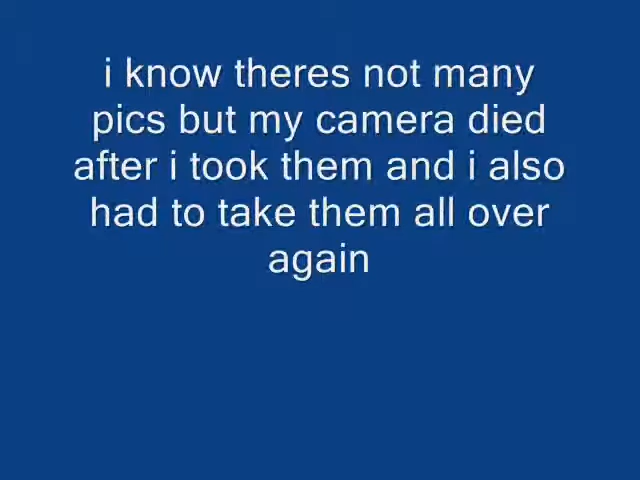 i know theres not many
pics but my camera died
after i took them and i also
had to take them all over
again